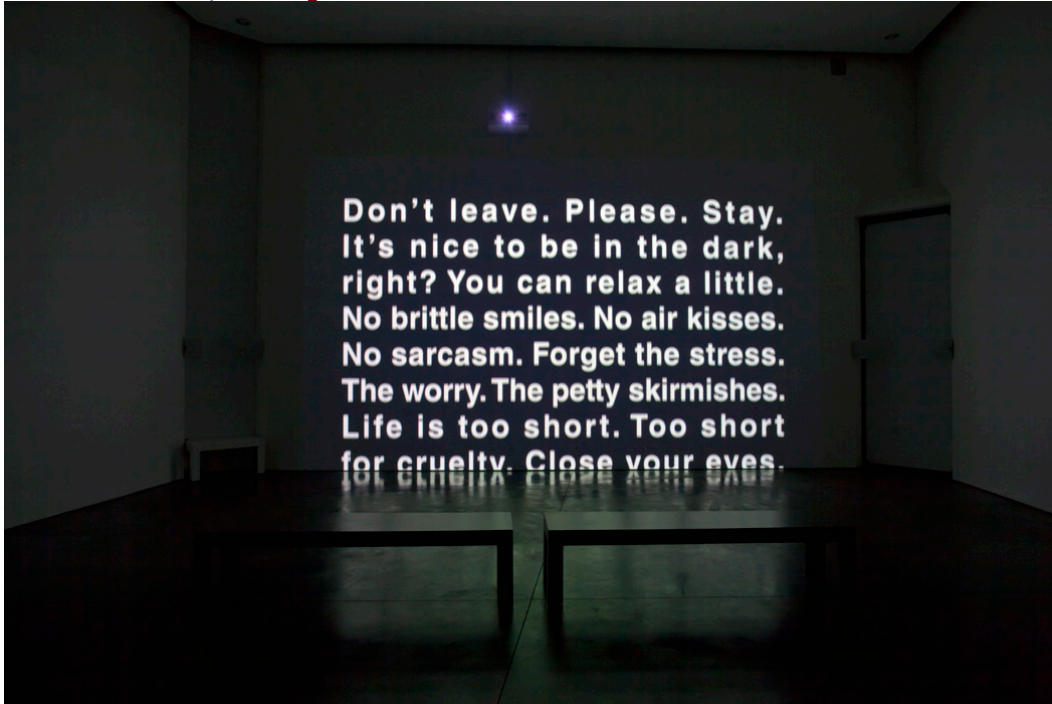 Don't leave. Please. Stay.
It's nice to be in the dark,
right? You can relax a little.
No brittle smiles. No air kisses.
No sarcasm. Forget the stress.
The worry. The petty skirmishes.
Life is too short. Too short
for cruelty. Close your eyes.